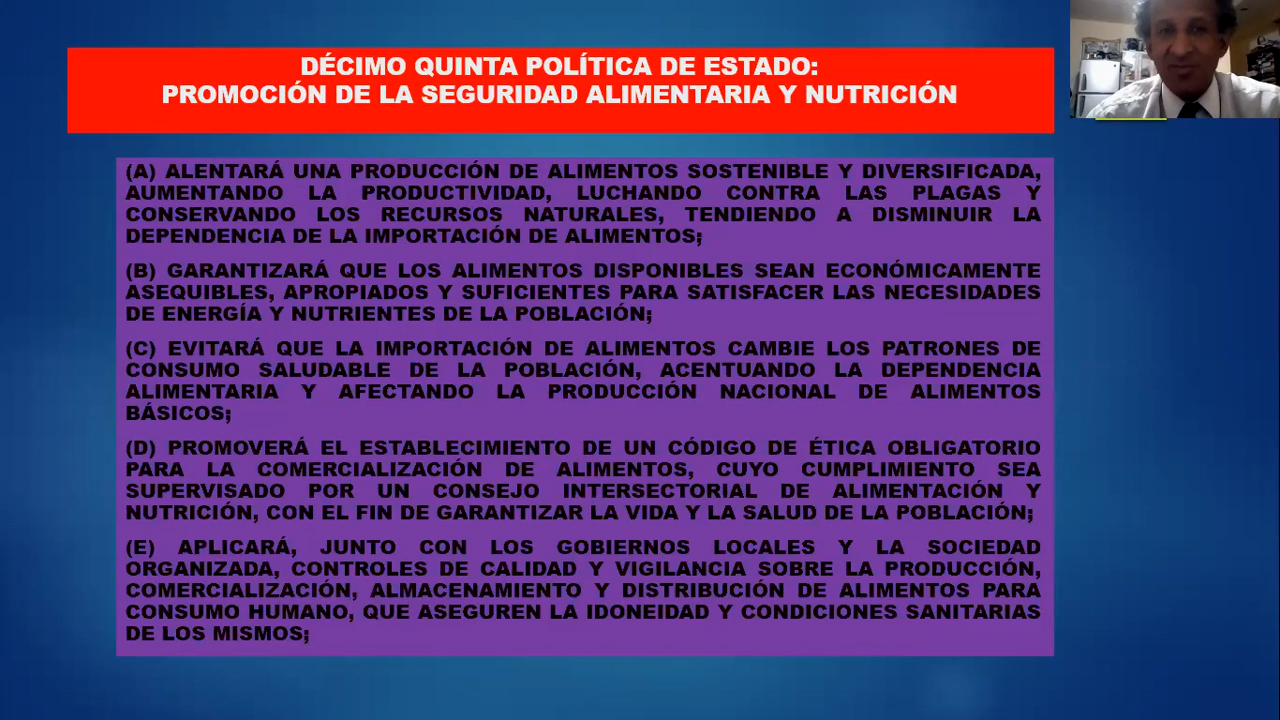 DÉCIMO QUINTA POLÍTICA DE ESTADO:
PROMOCIÓN DE LA SEGURIDAD ALIMENTARIA Y NUTRICIÓN
(A) ALENTARÁ UNA PRODUCCIÓN DE ALIMENTOS SOSTENIBLE Y DIVERSIFICADA,
AUMENTANDO LA PRODUCTIVIDAD, LUCHANDO CONTRA LAS PLAGAS Y
CONSERVANDO LOS RECURSOS NATURALES, TENDIENDO A DISMINUIR LA
DEPENDENCIA DE LA IMPORTACIÓN DE ALIMENTOS;
(B) GARANTIZARÁ QUE LOS ALIMENTOS DISPONIBLES SEAN ECONÓMICAMENTE
ASEQUIBLES, APROPIADOS Y SUFICIENTES PARA SATISFACER LAS NECESIDADES
DE ENERGÍA Y NUTRIENTES DE LA POBLACIÓN;
(C) EVITARÁ QUE LA IMPORTACIÓN DE ALIMENTOS CAMBIE LOS PATRONES DE
CONSUMO SALUDABLE DE LA POBLACIÓN, ACENTUANDO LA DEPENDENCIA
ALIMENTARIA Y AFECTANDO LA PRODUCCIÓN NACIONAL DE ALIMENTOS
BÁSICOS;
(D) PROMOVERÁ EL ESTABLECIMIENTO DE UN CÓDIGO DE ÉTICA OBLIGATORIO
PARA LA COMERCIALIZACIÓN DE ALIMENTOS, CUYO CUMPLIMIENTO SEA
SUPERVISADO POR UN CONSEJO INTERSECTORIAL DE ALIMENTACIÓN Y
NUTRICIÓN, CON EL FIN DE GARANTIZAR LA VIDA Y LA SALUD DE LA POBLACIÓN;
(E) APLICARÁ, JUNTO CON LOS GOBIERNOS LOCALES Y LA SOCIEDAD
ORGANIZADA, CONTROLES DE CALIDAD Y VIGILANCIA SOBRE LA PRODUCCIÓN,
COMERCIALIZACIÓN, ALMACENAMIENTO Y DISTRIBUCIÓN DE ALIMENTOS PARA
CONSUMO HUMANO, QUE ASEGUREN LA IDONEIDAD Y CONDICIONES SANITARIAS
DE LOS MISMOS;